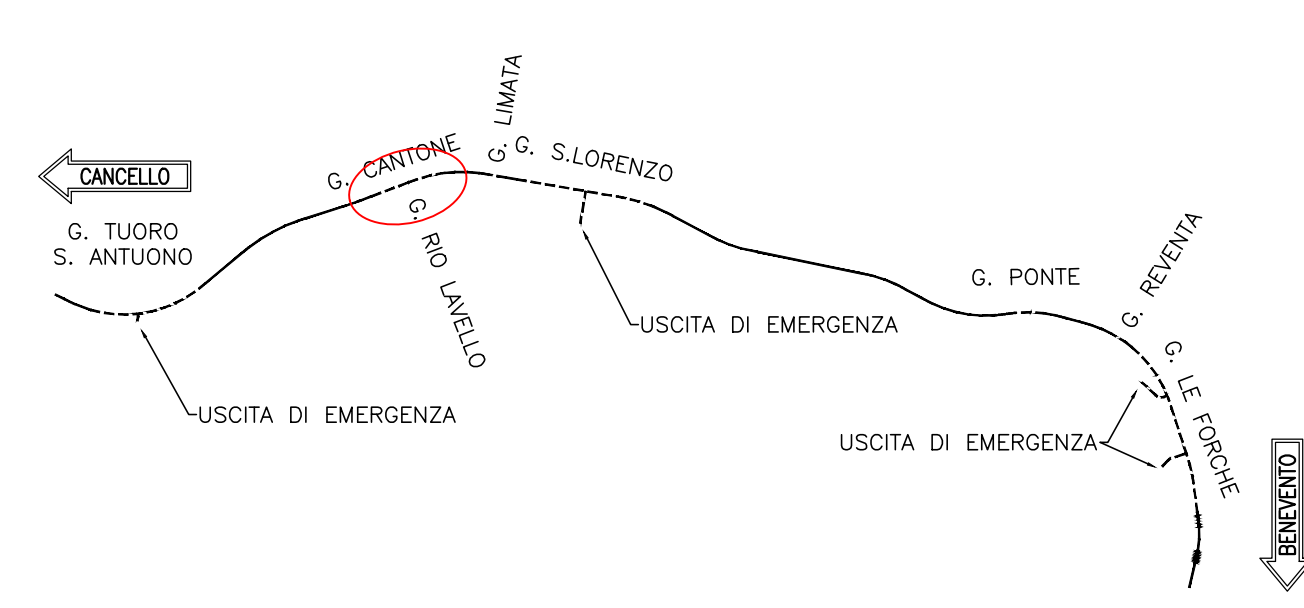 G. LIMATA
G. CANTONE
G. S.LORENZO
CANCELLO
G. TUORO
S. ANTUONO
G. RIO LAVELLO
G. REVENTA
G. PONTE
USCITA DI EMERGENZA
G. LE FORCHE
USCITA DI EMERGENZA
USCITA DI EMERGENZA
BENEVENTO